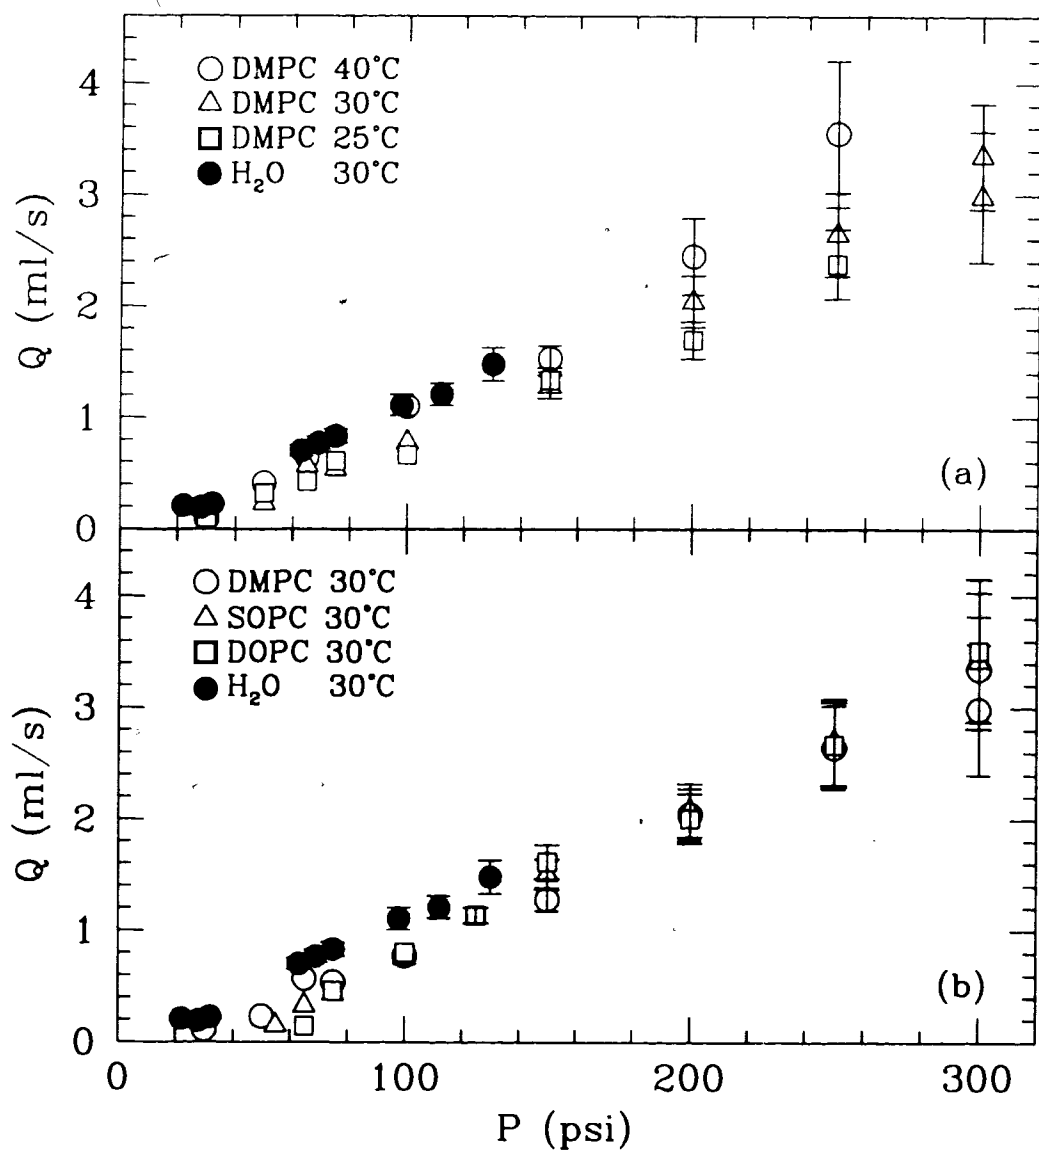 4
3
2
1
0
Q (ml/s)
DMPC 40°C
DMPC 30°C
DMPC 25°C
H₂O 30°C
(a)
4
3
2
1
0
Q (ml/s)
DMPC 30°C
SOPC 30°C
DOPC 30°C
H₂O 30°C
(b)
0 100 200 300
P (psi)